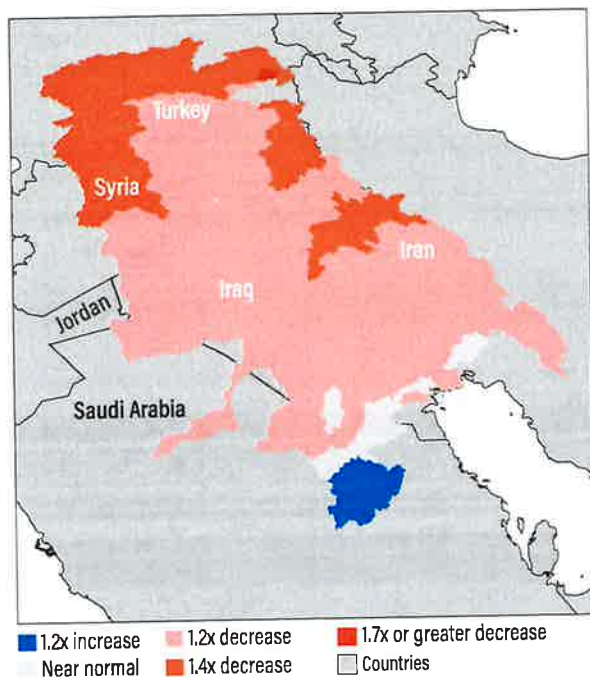 Turkey
Syria
Iran
Iraq
Jordan
Saudi Arabia
1.2x increase
1.2x decrease
1.7x or greater decrease
Near normal
1.4x decrease
Countries